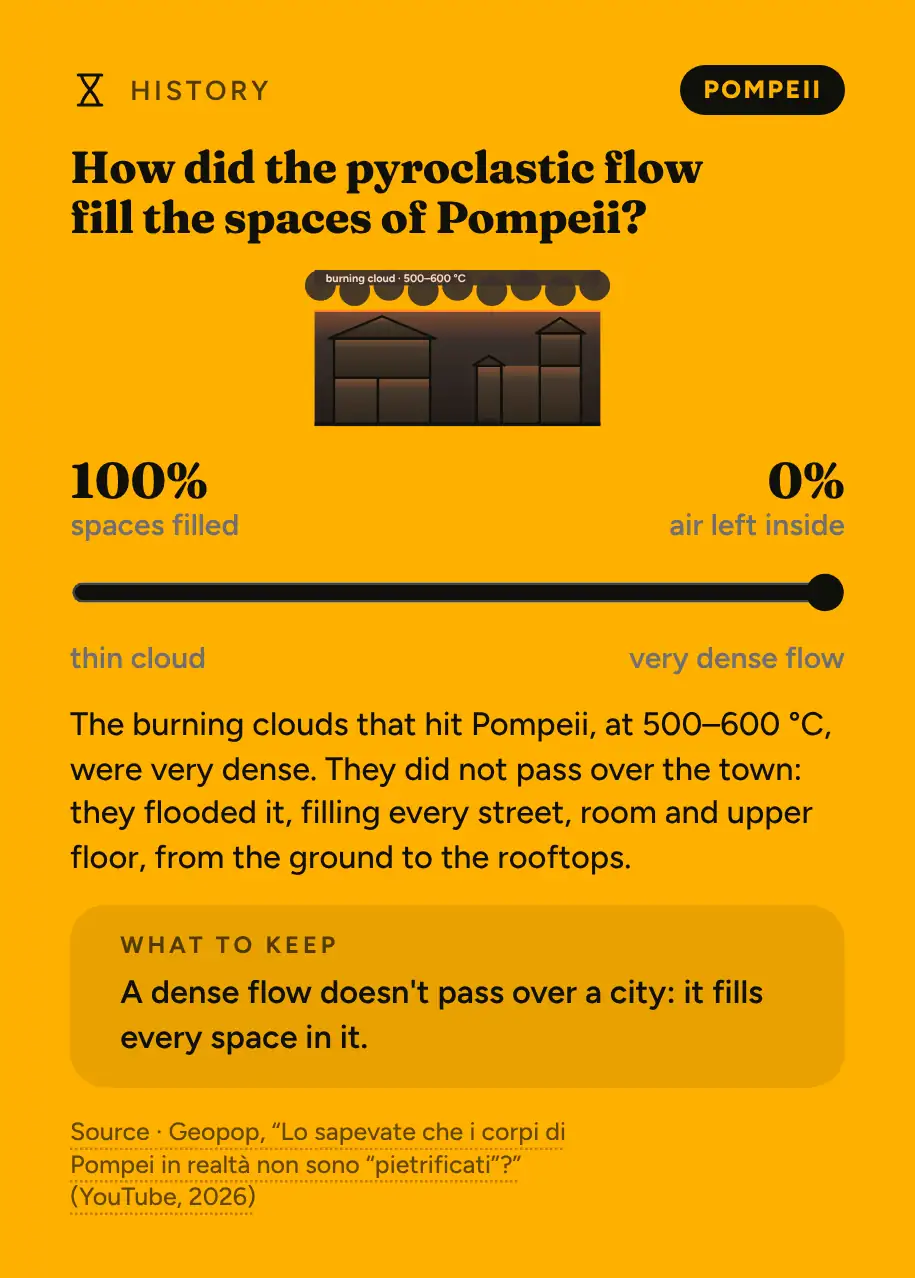 HISTORY
POMPEII
How did the pyroclastic flow
fill the spaces of Pompeii?
burning cloud · 500–600 °C
100%
0%
spaces filled
air left inside
thin cloud
very dense flow
The burning clouds that hit Pompeii, at 500–600 °C,
were very dense. They did not pass over the town:
they flooded it, filling every street, room and upper
floor, from the ground to the rooftops.
WHAT TO KEEP
A dense flow doesn't pass over a city: it fills
every space in it.
Source · Geopop, “Lo sapevate che i corpi di
Pompei in realtà non sono “pietrificati”?”
(YouTube, 2026)